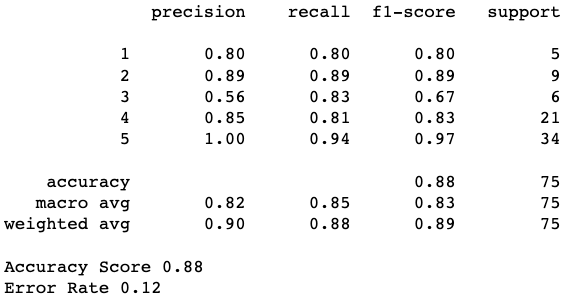 precision recall f1-score support
1 0.80 0.80 0.80 5
2 0.89 0.89 0.89 9
3 0.56 0.83 0.67 6
4 0.85 0.81 0.83 21
5 1.00 0.94 0.97 34
accuracy 0.88 75
macro avg 0.82 0.85 0.83 75
weighted avg 0.90 0.88 0.89 75
Accuracy Score 0.88
Error Rate 0.12